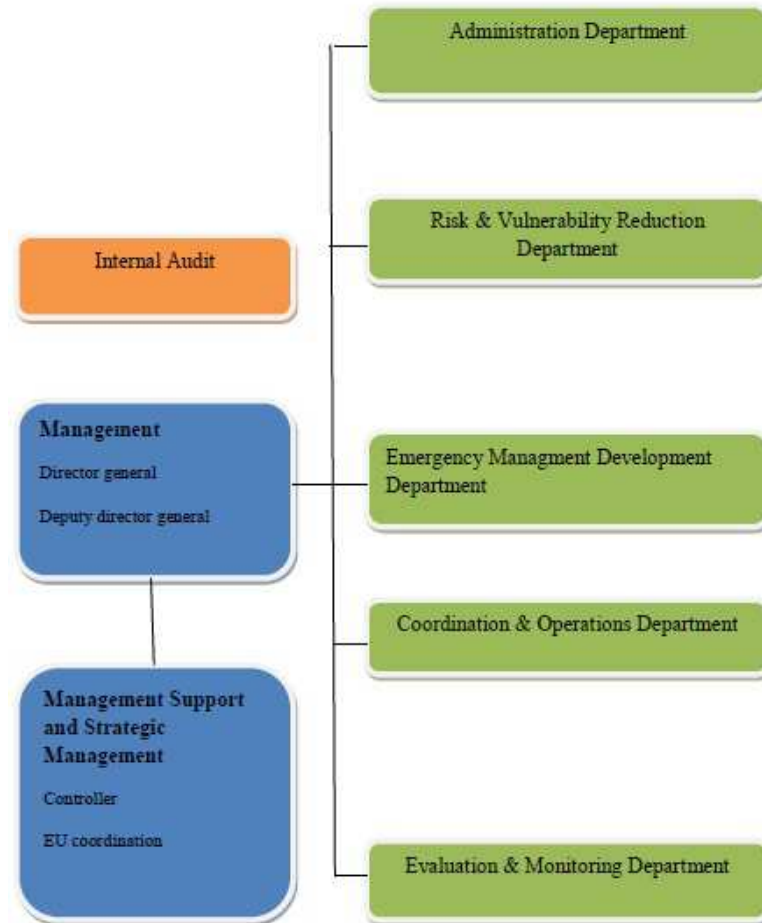 Administration Department
Risk & Vulnerability Reduction
Department
Internal Audit
Management
Director general
Deputy director general
Emergency Managment Development
Department
Coordination & Operations Department
Management Support
and Strategic
Management
Controller
EU coordination
Evaluation & Monitoring Department